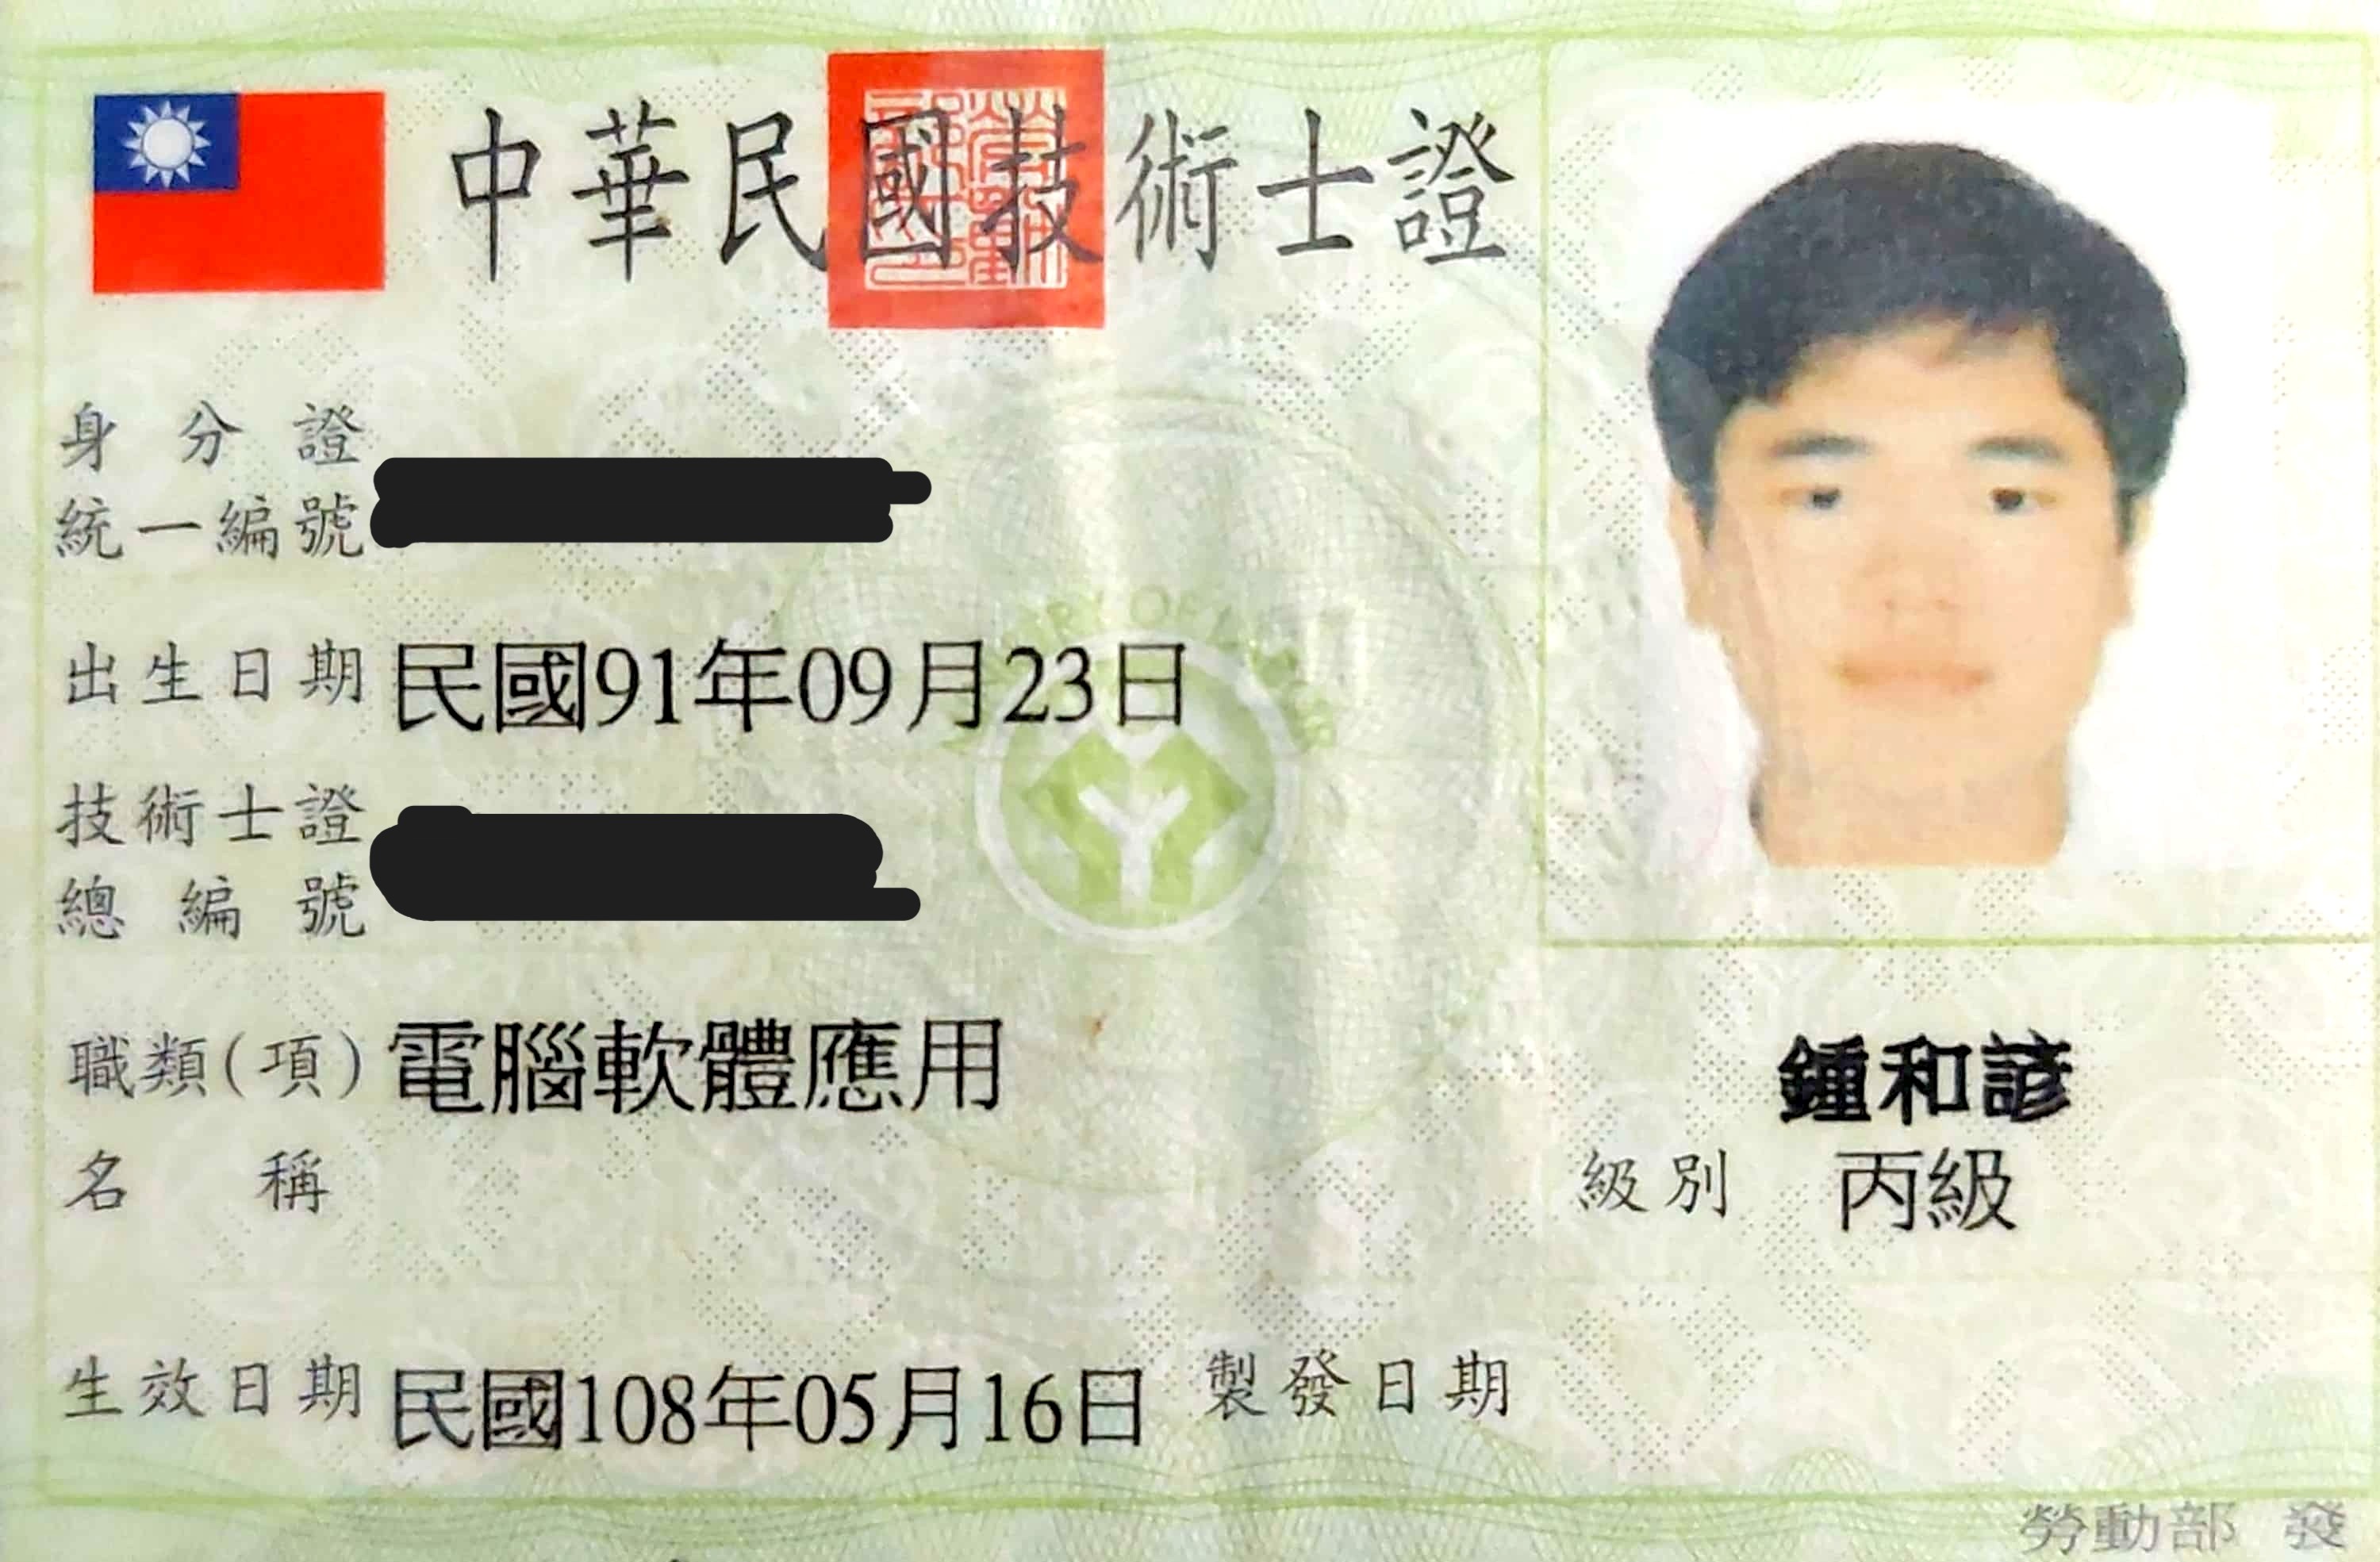 中華民國技術士證
身分證
統一編號
出生日期 民國91年09月23日
技術士證
總編號
職類(項) 電腦軟體應用
名稱
鍾和諺
級別 丙級
生效日期 民國108年05月16日 製發日期
勞動部 發